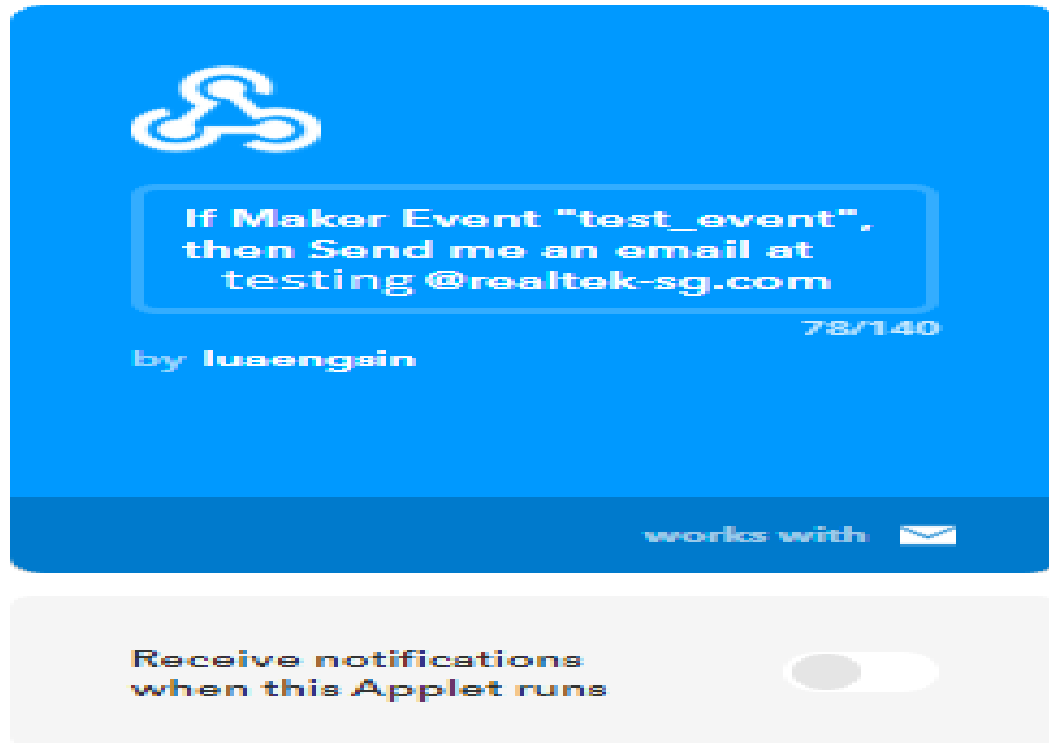 If Maker Event "test_event",
then Send me an email at
testing @realtek-sg.com
78/140
by luaengsin
works with
Receive notifications
when this Applet runs